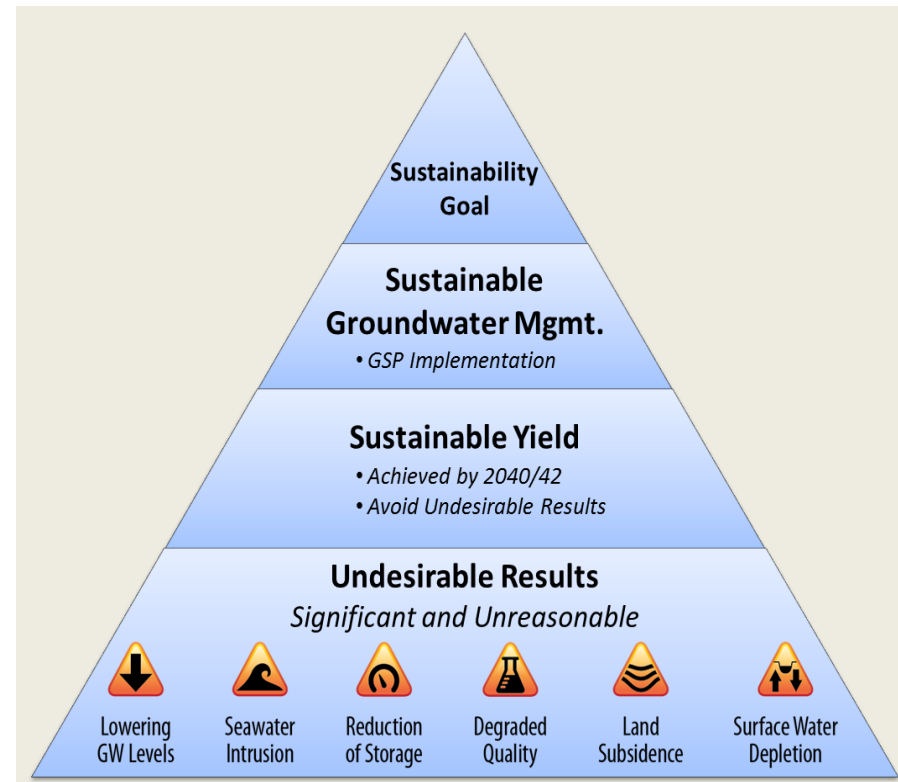 Sustainability
Goal
Sustainable
Groundwater Mgmt.
• GSP Implementation
Sustainable Yield
• Achieved by 2040/42
• Avoid Undesirable Results
Undesirable Results
Significant and Unreasonable
Lowering
GW Levels
Seawater
Intrusion
Reduction
of Storage
Degraded
Quality
Land
Subsidence
Surface Water
Depletion